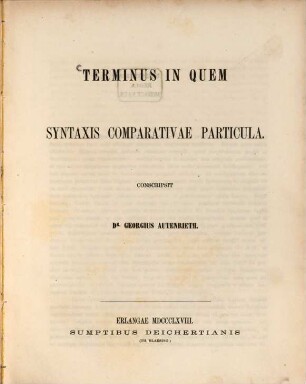 TERMINUS IN QUEM
SYNTAXIS COMPARATIVAE PARTICULA.
CONSCRIPSIT
Dr. GEORGIUS AUTENRIETH.
ERLANGAE MDCCCLXVIII.
SUMPTIBUS DEICHERTIANIS